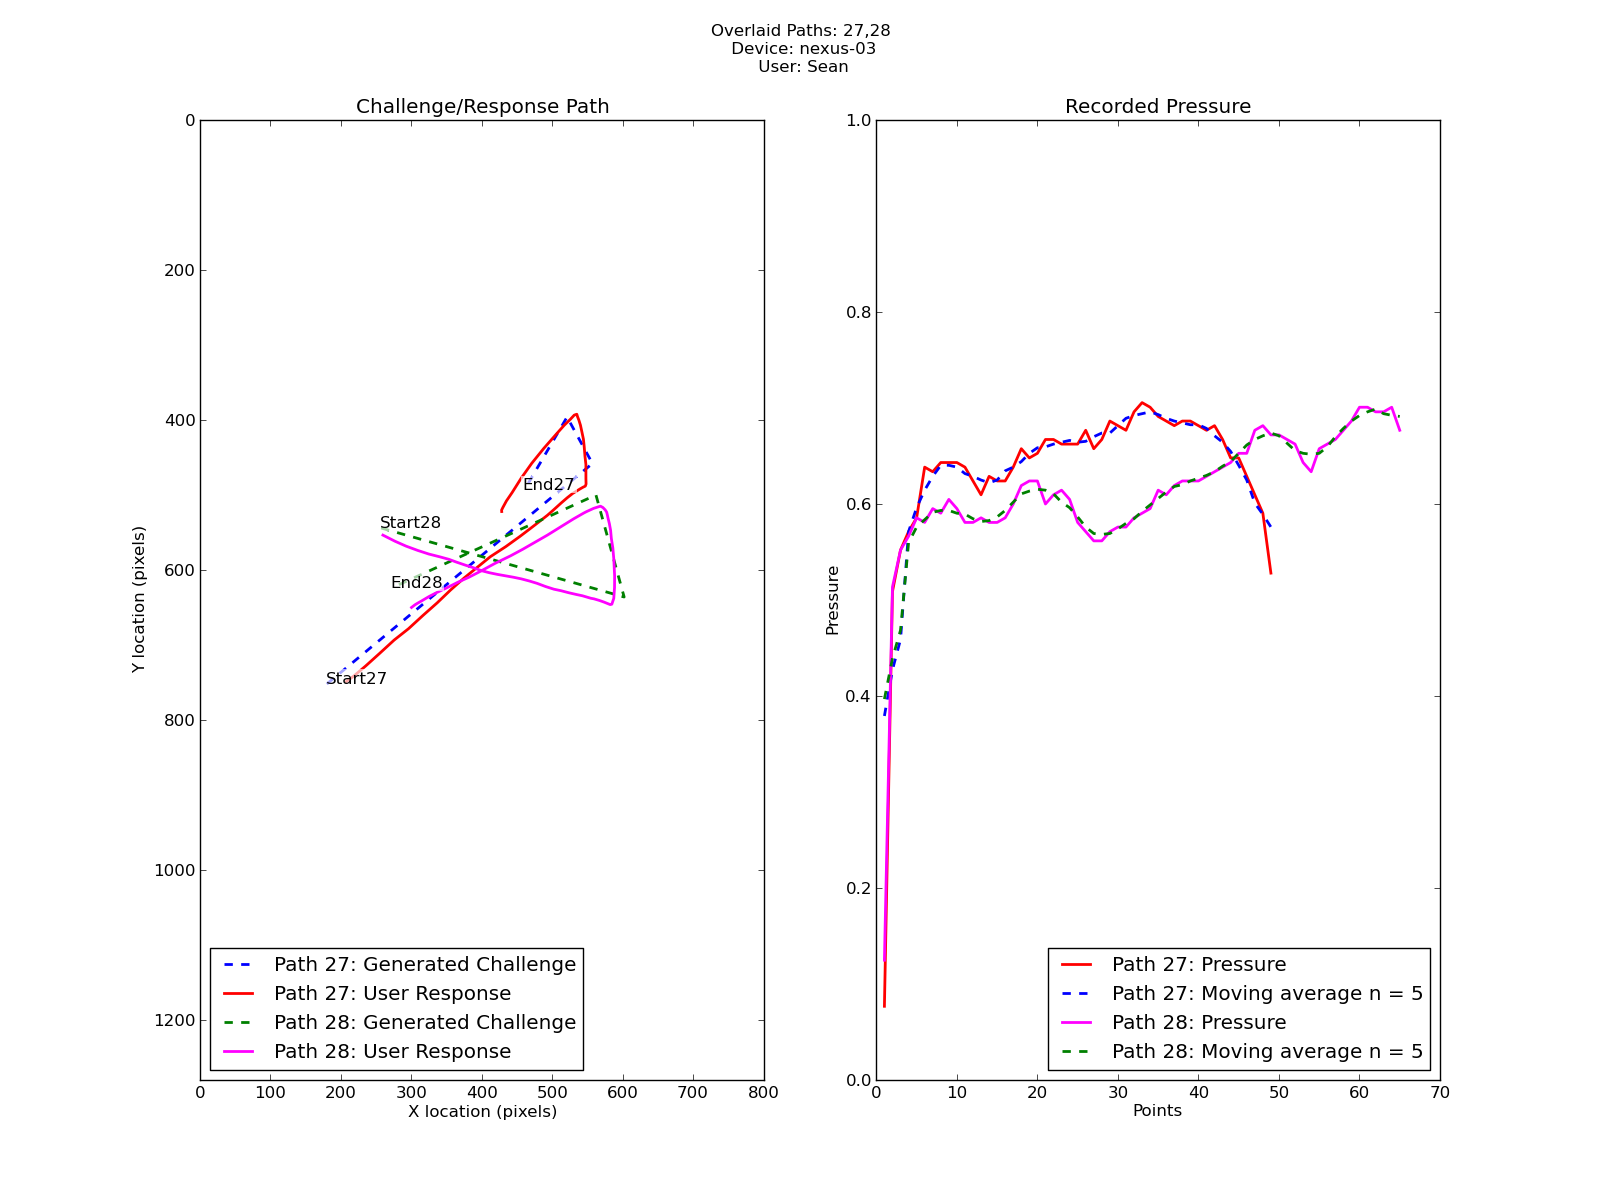 Overlaid Paths: 27,28
Device: nexus-03
User: Sean
Challenge/Response Path
0
200
400
600
800
1000
1200
Y location (pixels)
Start28
End28
Start27
End27
Path 27: Generated Challenge
Path 27: User Response
Path 28: Generated Challenge
Path 28: User Response
0 100 200 300 400 500 600 700 800
X location (pixels)
Recorded Pressure
1.0
0.8
0.6
0.4
0.2
0.0
Pressure
Path 27: Pressure
Path 27: Moving average n = 5
Path 28: Pressure
Path 28: Moving average n = 5
0 10 20 30 40 50 60 70
Points